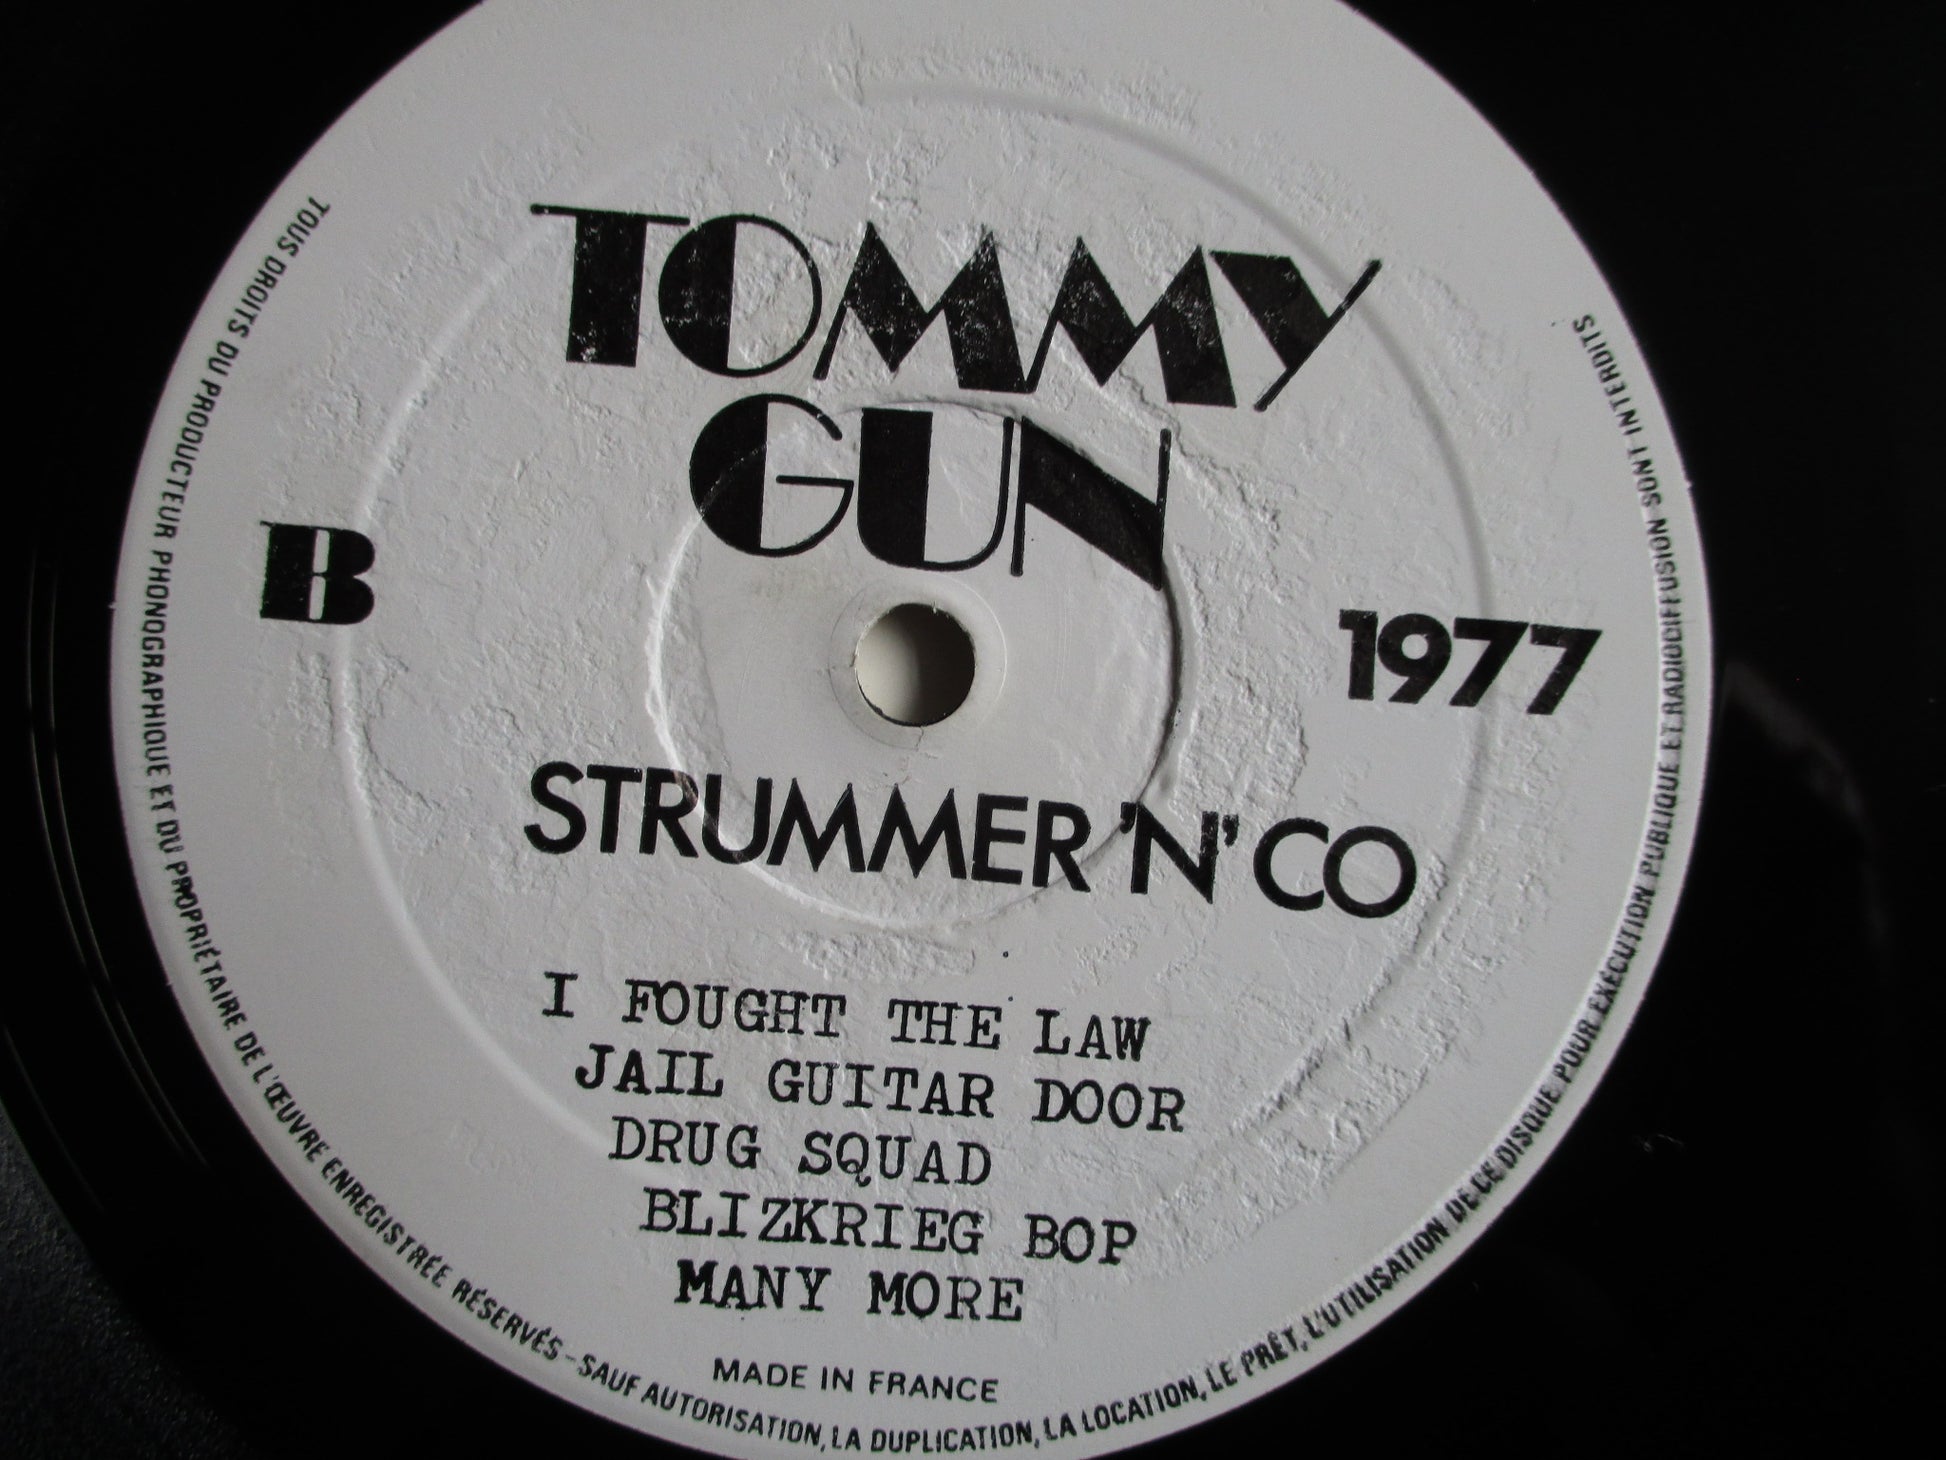 TOMMY
GUN
B
1977
STRUMMER 'N' CO
I FOUGHT THE LAW
JAIL GUITAR DOOR
DRUG SQUAD
BLIZKRIEG BOP
MANY MORE
MADE IN FRANCE
TOUS DROITS DU PRODUCTEUR PHONOGRAPHIQUE ET DU PROPRIÉTAIRE DE L'ŒUVRE ENREGISTRÉE RÉSERVÉS - SAUF AUTORISATION, LA DUPLICATION, LA LOCATION, LE PRÊT, L'UTILISATION DE CE DISQUE POUR EXÉCUTION PUBLIQUE ET RADIODIFFUSION SONT INTERDITS